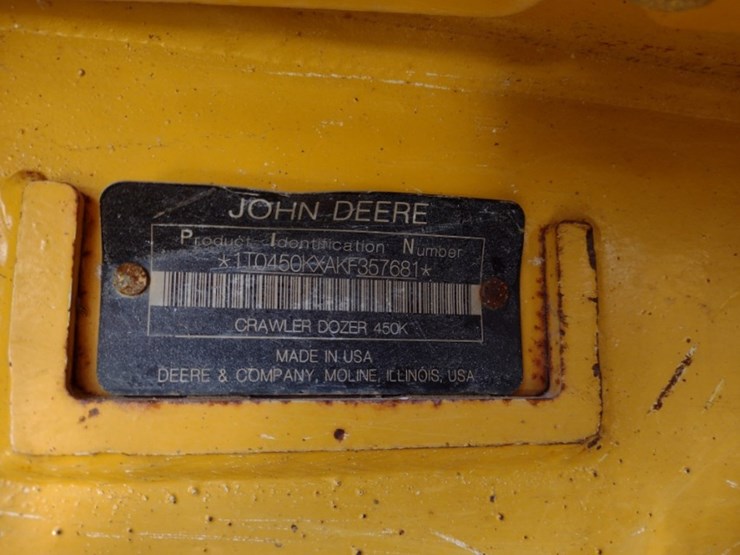 JOHN DEERE
Product Identification Number
*1T0450KXAKF357681*
CRAWLER DOZER 450K
MADE IN USA
DEERE & COMPANY, MOLINE, ILLINOIS, USA